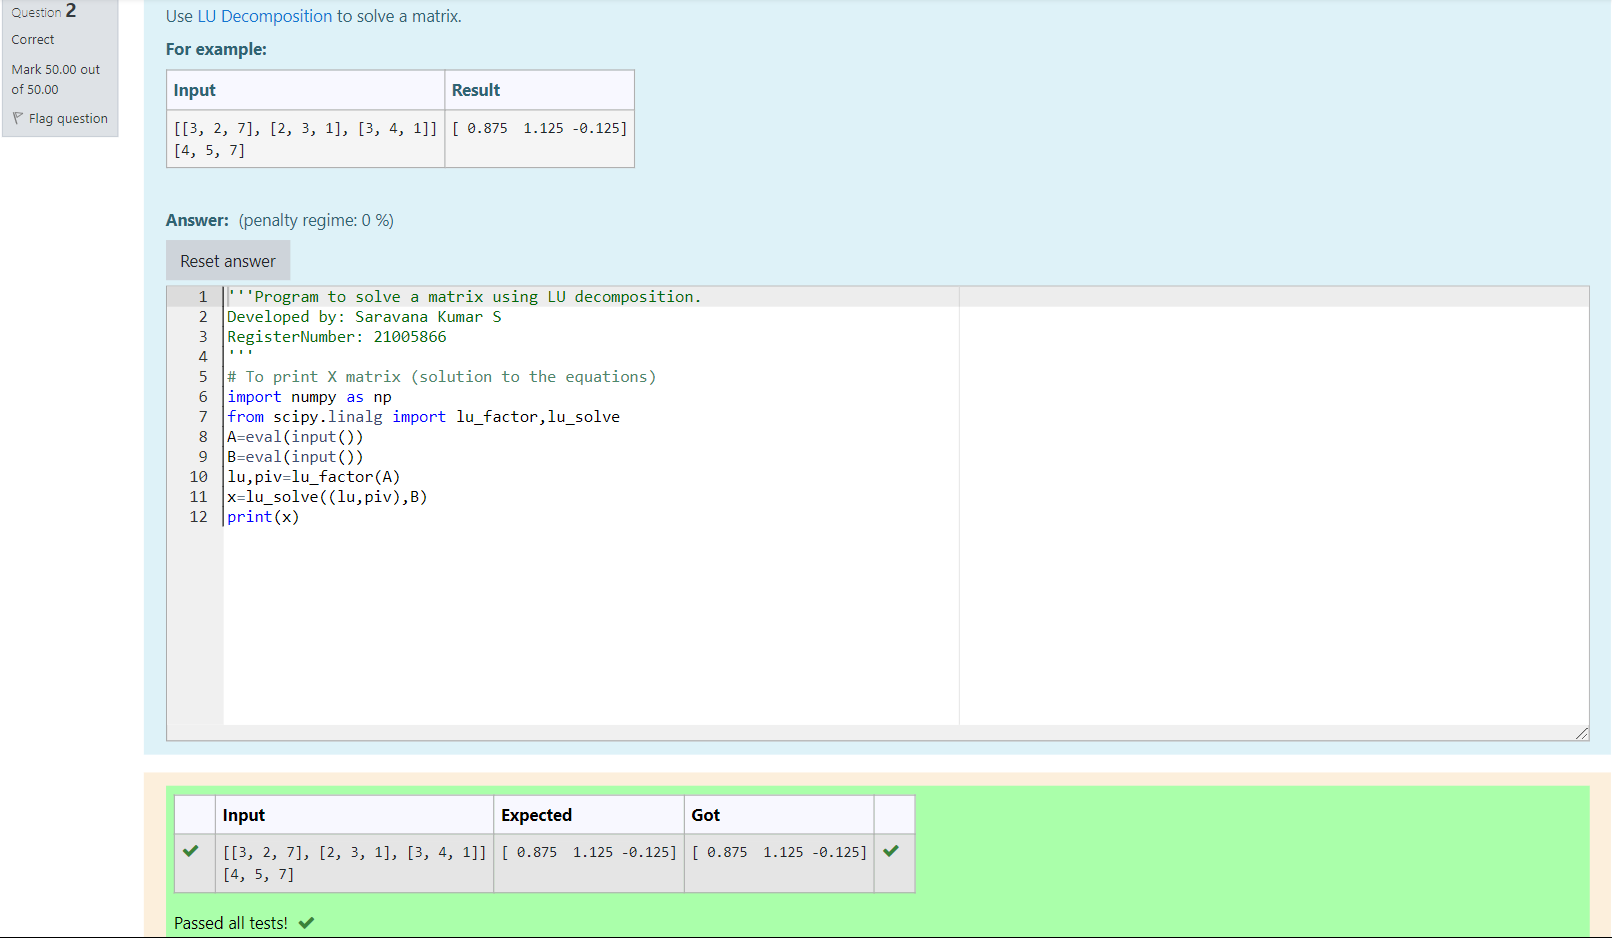 Question 2
Correct
Mark 50.00 out
of 50.00
Flag question
Use LU Decomposition to solve a matrix.
For example:
Input Result
[[3, 2, 7], [2, 3, 1], [3, 4, 1]] [ 0.875  1.125 -0.125]
[4, 5, 7]
Answer: (penalty regime: 0 %)
Reset answer
1 '''Program to solve a matrix using LU decomposition.
2 Developed by: Saravana Kumar S
3 RegisterNumber: 21005866
4 '''
5 # To print X matrix (solution to the equations)
6 import numpy as np
7 from scipy.linalg import lu_factor,lu_solve
8 A=eval(input())
9 B=eval(input())
10 lu,piv=lu_factor(A)
11 x=lu_solve((lu,piv),B)
12 print(x)
Input Expected Got
[[3, 2, 7], [2, 3, 1], [3, 4, 1]] [ 0.875  1.125 -0.125] [ 0.875  1.125 -0.125]
[4, 5, 7]
Passed all tests!